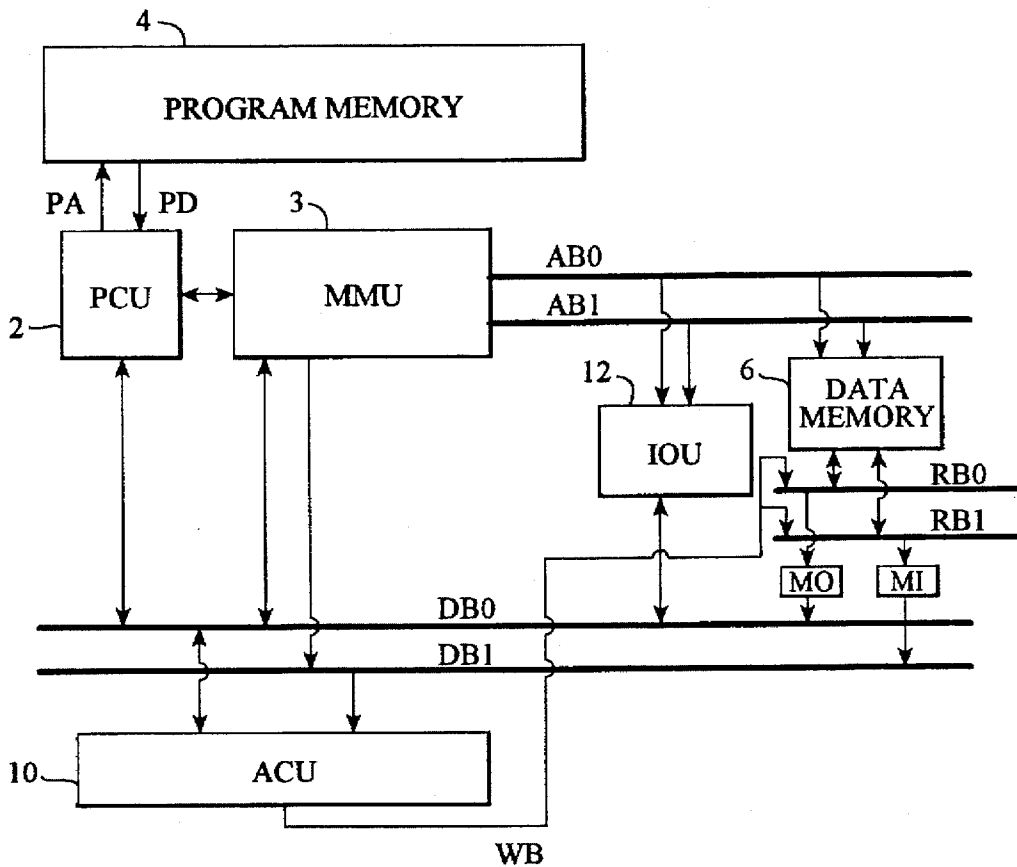 4
PROGRAM MEMORY
PA
PD
3
PCU
MMU
2
AB0
AB1
12
6
DATA
MEMORY
IOU
RB0
RB1
MO
MI
DB0
DB1
10
ACU
WB